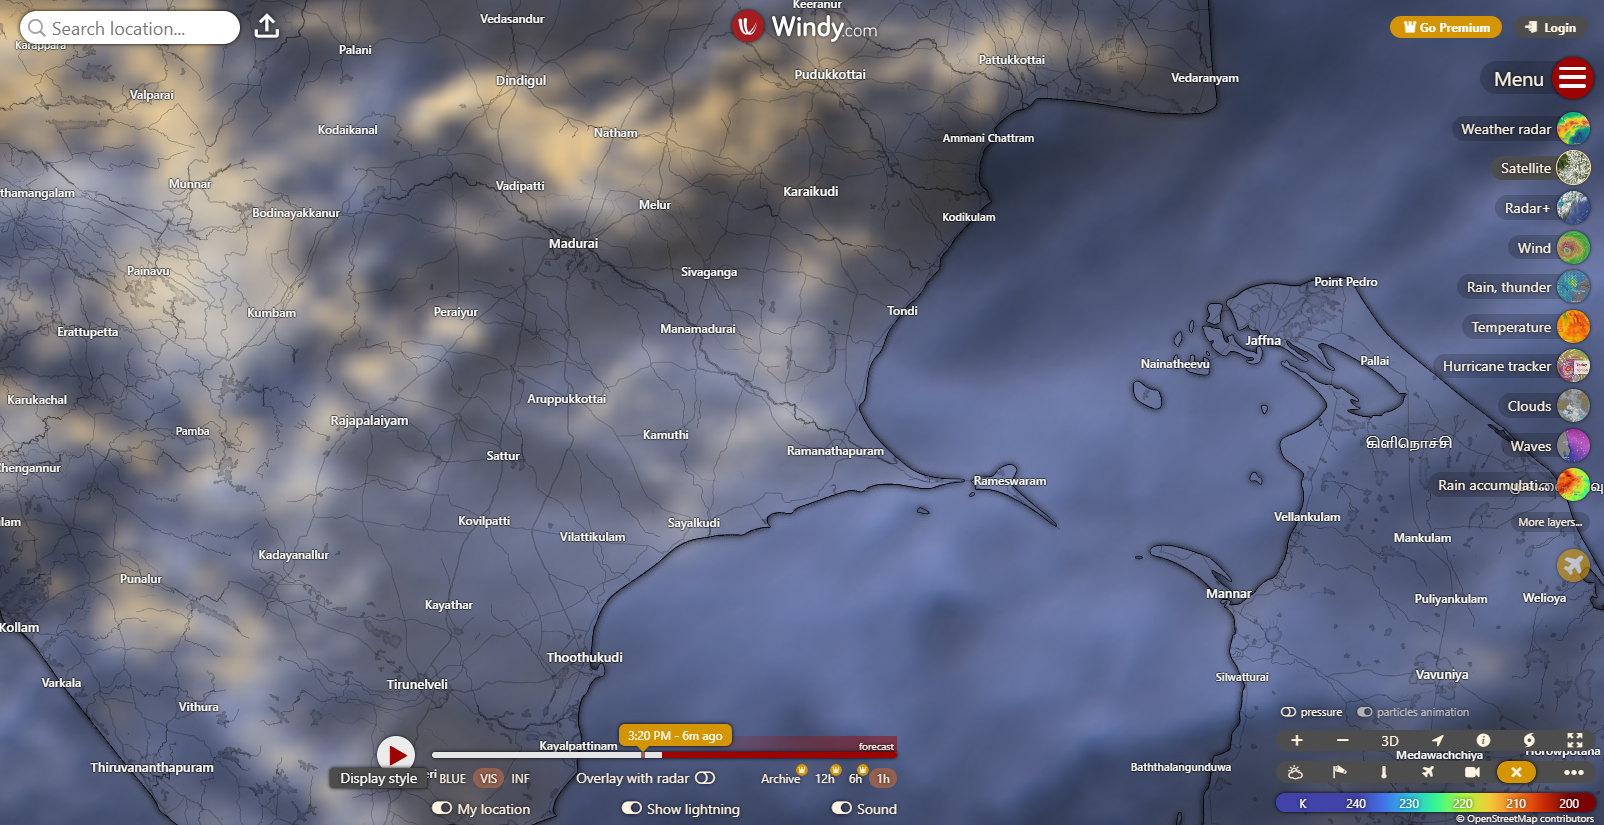 Search location...
Windy.com
Go Premium
Login
Menu
Weather radar
Satellite
Radar+
Wind
Rain, thunder
Temperature
Hurricane tracker
Clouds
Waves
Rain accumulati...
More layers...
Keeranur
Vedasandur
Karappara
Palani
Pattukkottai
Dindigul
Pudukkottai
Vedaranyam
Valparai
Kodaikanal
Natham
Ammani Chattram
Munnar
Vadipatti
Karaikudi
thamangalam
Melur
Bodinayakkanur
Kodikulam
Madurai
Painavu
Sivaganga
Point Pedro
Kumbam
Peraiyur
Tondi
Erattupetta
Manamadurai
Jaffna
Nainatheevu
Pallai
Karukachal
Aruppukkottai
Rajapalaiyam
Pamba
Kamuthi
கிளிநொச்சி
Sattur
Ramanathapuram
Chengannur
Rameswaram
Kovilpatti
Sayalkudi
Vellankulam
lam
Vilattikulam
Mankulam
Kadayanallur
Punalur
Mannar
Kayathar
Puliyankulam
Welioya
Kollam
Thoothukudi
Varkala
Tirunelveli
Silwatturai
Vavuniya
Vithura
Kayalpattinam
Medawachchiya
Horowpotana
Thiruvananthapuram
Baththalangunduwa
pressure
particles animation
3D
3:20 PM - 6m ago
forecast
Display style
eri
BLUE
VIS
INF
Overlay with radar
Archive
12h
6h
1h
My location
Show lightning
Sound
K 240 230 220 210 200
© OpenStreetMap contributors